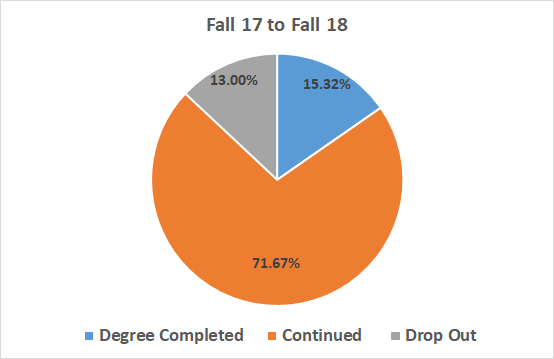 Fall 17 to Fall 18
13.00%
15.32%
71.67%
Degree Completed
Continued
Drop Out